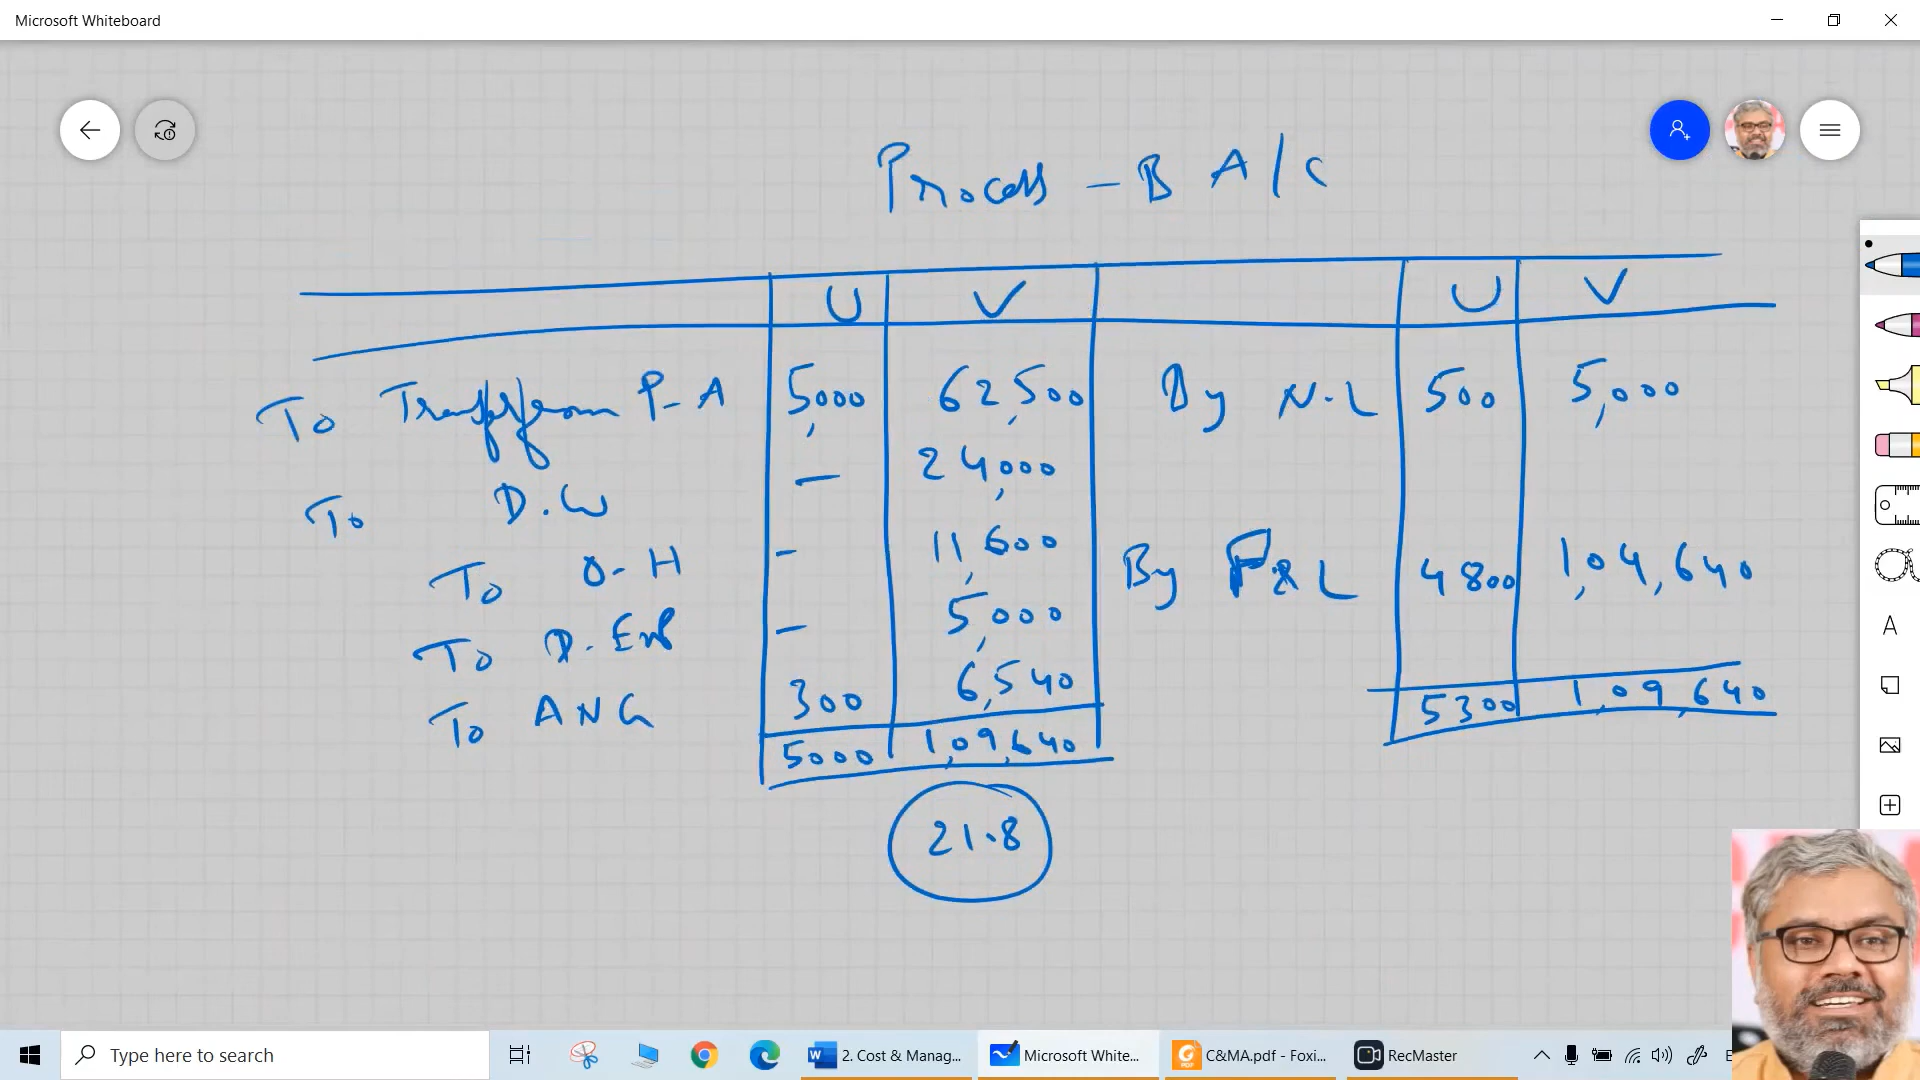 Microsoft Whiteboard
Process - B A/c
U V U V
To Transfer from P-A 5,000 62,500 By N.L 500 5,000
To D.W - 24,000
To O-H - 11,600 By P&L 4800 1,04,640
To D. Exp - 5,000
To ANG 300 6,540
5300 1,09,640
5000 1,09,640
21.8
A
Type here to search
2. Cost & Manag...
Microsoft White...
C&MA.pdf - Foxi...
RecMaster